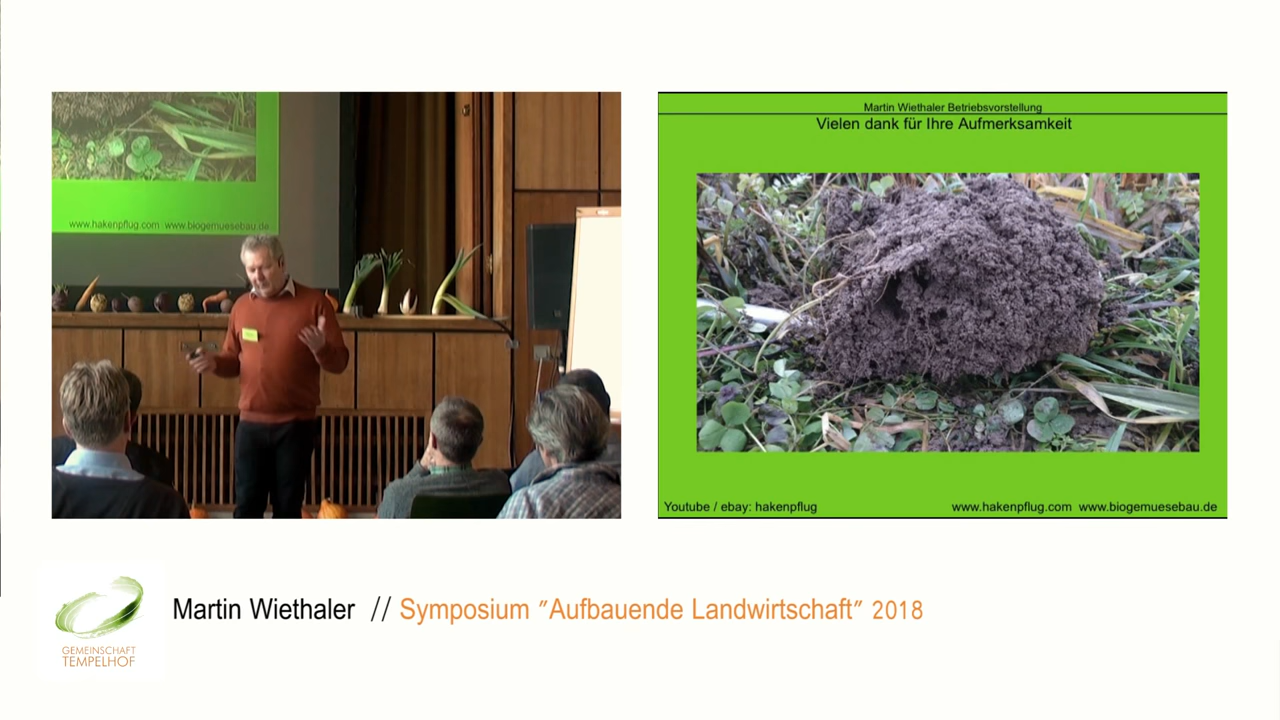 www.hakenpflug.com www.biogemuesebau.de
Martin Wiethaler Betriebsvorstellung
Vielen dank für Ihre Aufmerksamkeit
Youtube / ebay: hakenpflug
www.hakenpflug.com www.biogemuesebau.de
Martin Wiethaler // Symposium "Aufbauende Landwirtschaft" 2018
GEMEINSCHAFT
TEMPELHOF